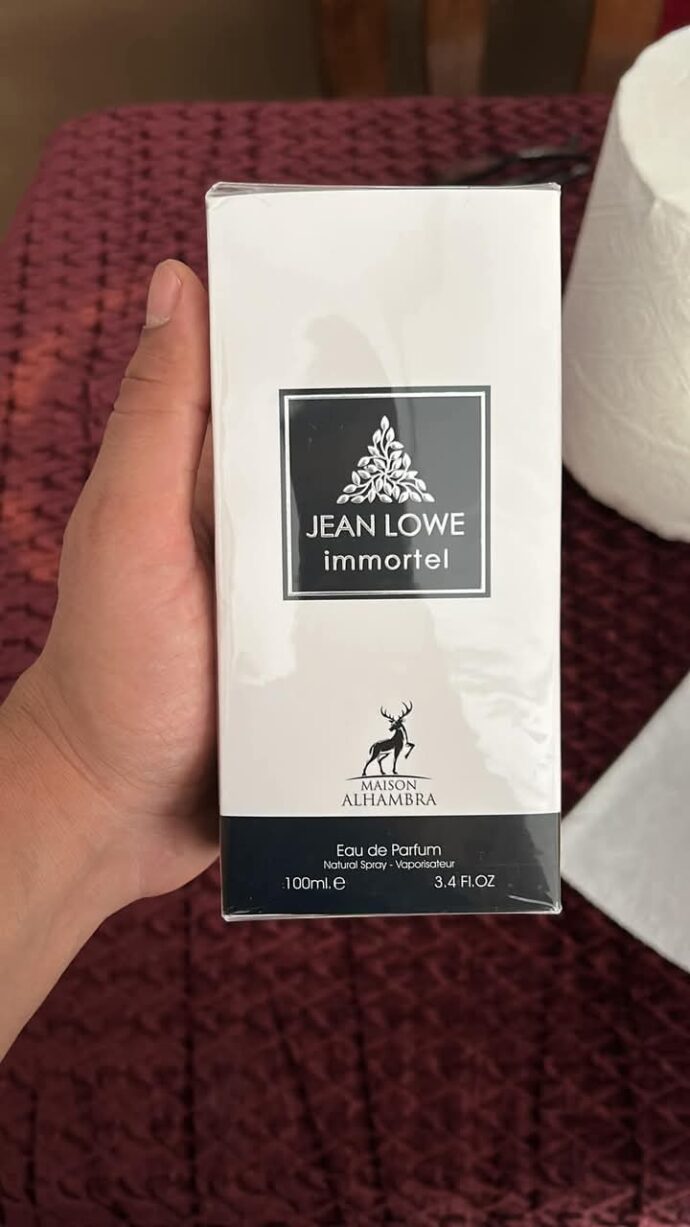 JEAN LOWE
immortel
MAISON
ALHAMBRA
Eau de Parfum
Natural Spray - Vaporisateur
100ml.e 3.4 Fl.OZ